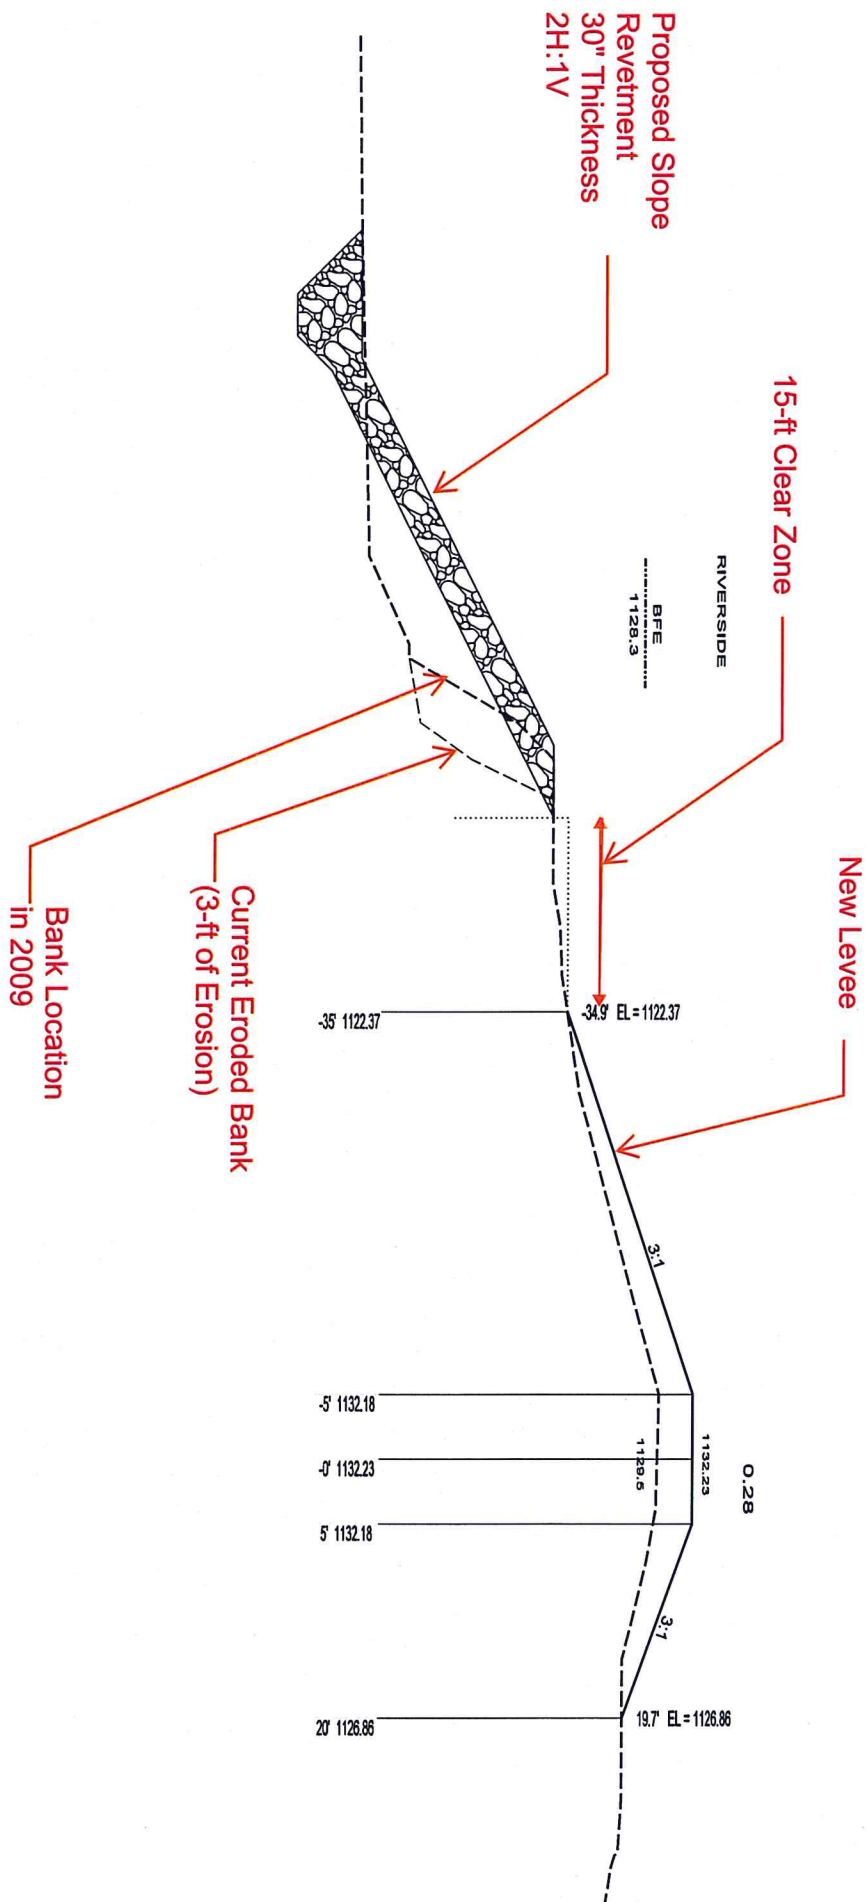 Proposed Slope
Revetment
30" Thickness
2H:1V
15-ft Clear Zone
RIVERSIDE
BFE
1128.3
New Levee
Bank Location
in 2009
Current Eroded Bank
(3-ft of Erosion)
-34.9' EL = 1122.37
-35' 1122.37
3:1
0.28
1132.23
1129.5
-5' 1132.18
-0' 1132.23
5' 1132.18
3:1
19.7' EL = 1126.86
20' 1126.86